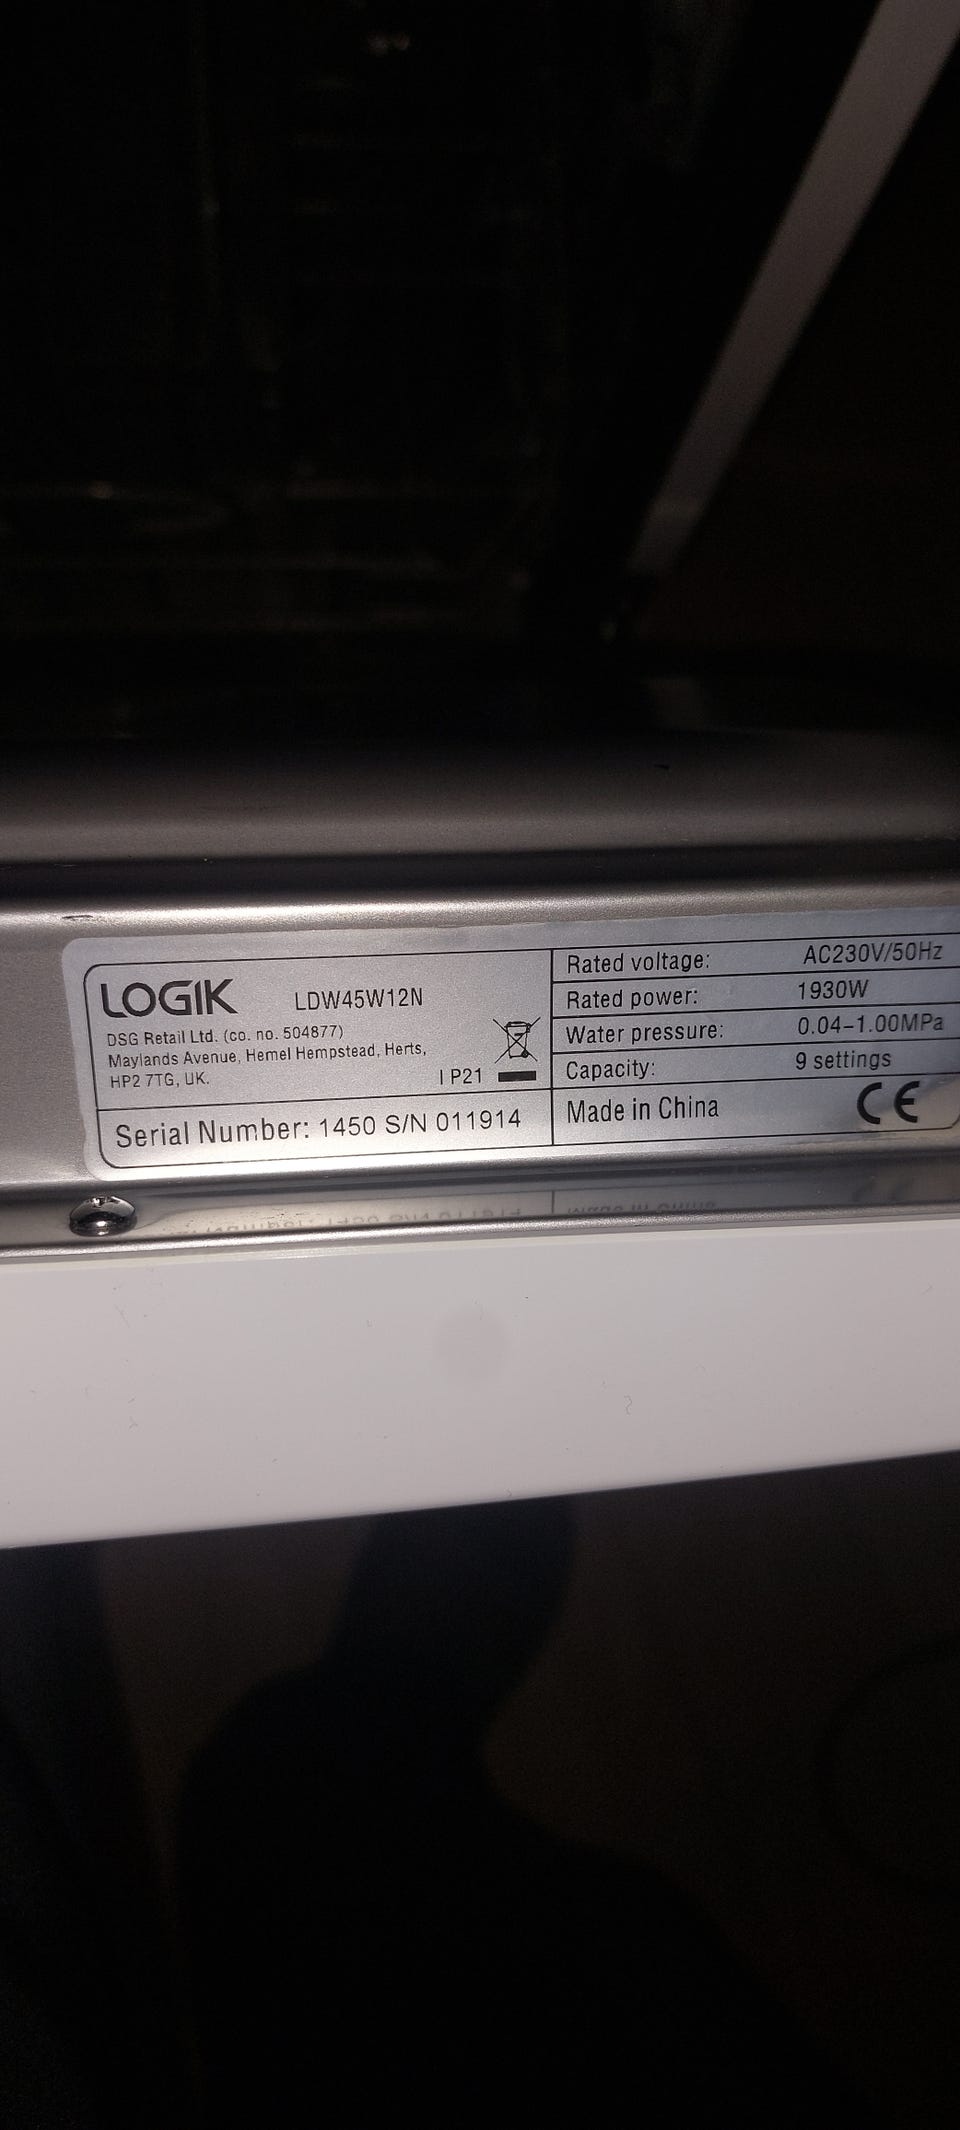 LOGIK LDW45W12N
DSG Retail Ltd. (co. no. 504877)
Maylands Avenue, Hemel Hempstead, Herts,
HP2 7TG, UK.
IP21
Serial Number: 1450 S/N 011914
Rated voltage: AC230V/50Hz
Rated power: 1930W
Water pressure: 0.04-1.00MPa
Capacity: 9 settings
Made in China CE